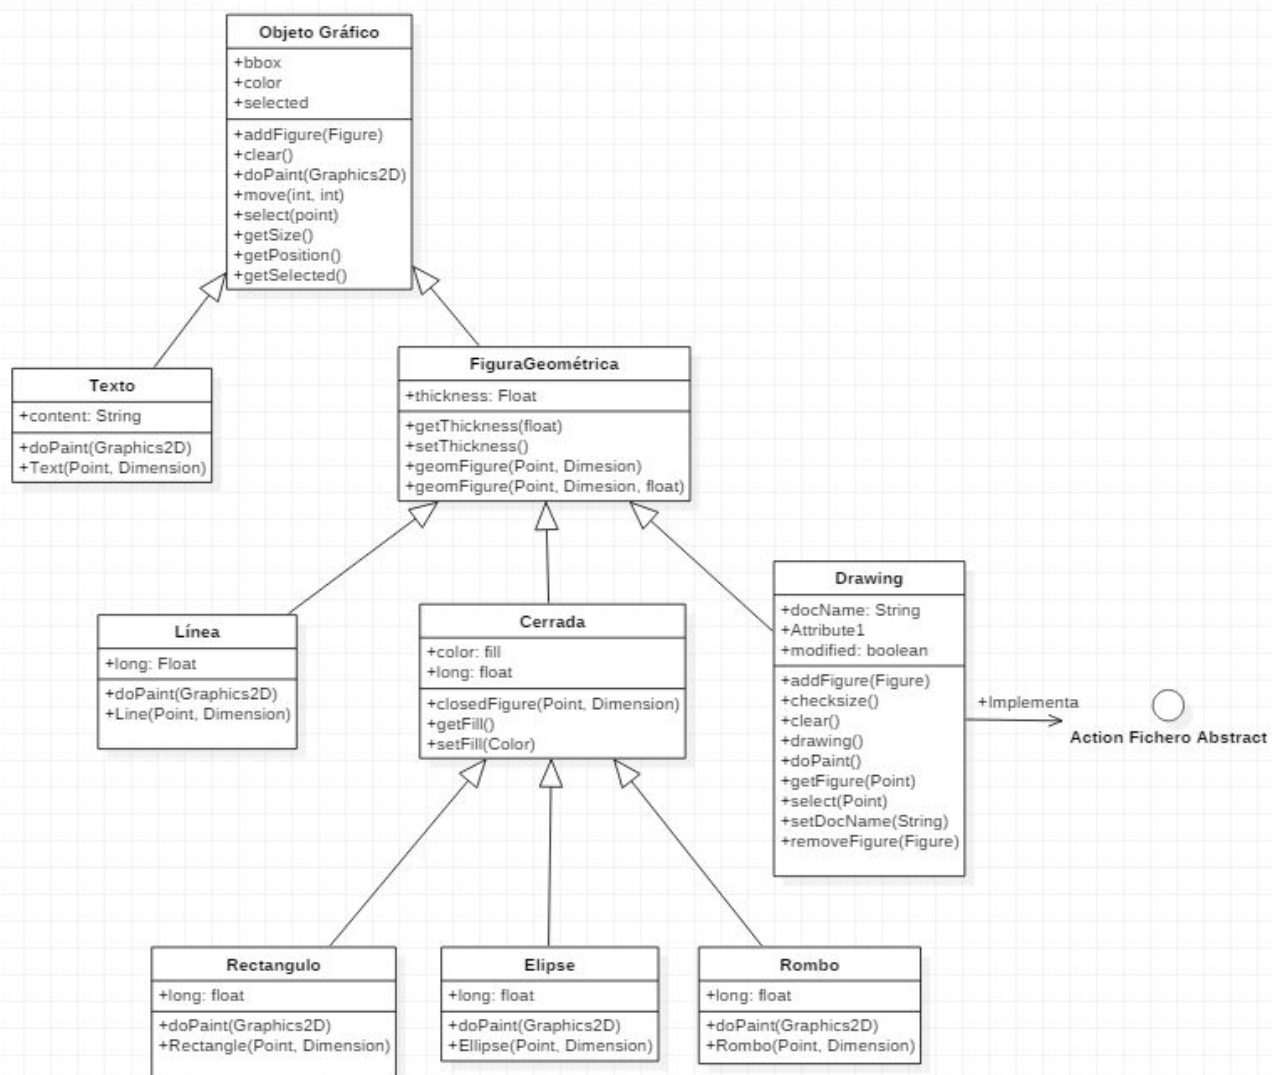 Objeto Gráfico
+bbox
+color
+selected
+addFigure(Figure)
+clear()
+doPaint(Graphics2D)
+move(int, int)
+select(point)
+getSize()
+getPosition()
+getSelected()
Texto
+content: String
+doPaint(Graphics2D)
+Text(Point, Dimension)
FiguraGeométrica
+thickness: Float
+getThickness(float)
+setThickness()
+geomFigure(Point, Dimesion)
+geomFigure(Point, Dimesion, float)
Línea
+long: Float
+doPaint(Graphics2D)
+Line(Point, Dimension)
Cerrada
+color: fill
+long: float
+closedFigure(Point, Dimension)
+getFill()
+setFill(Color)
Drawing
+docName: String
+Attribute1
+modified: boolean
+addFigure(Figure)
+checksize()
+clear()
+drawing()
+doPaint()
+getFigure(Point)
+select(Point)
+setDocName(String)
+removeFigure(Figure)
+Implementa
Action Fichero Abstract
Rectangulo
+long: float
+doPaint(Graphics2D)
+Rectangle(Point, Dimension)
Elipse
+long: float
+doPaint(Graphics2D)
+Ellipse(Point, Dimension)
Rombo
+long: float
+doPaint(Graphics2D)
+Rombo(Point, Dimension)